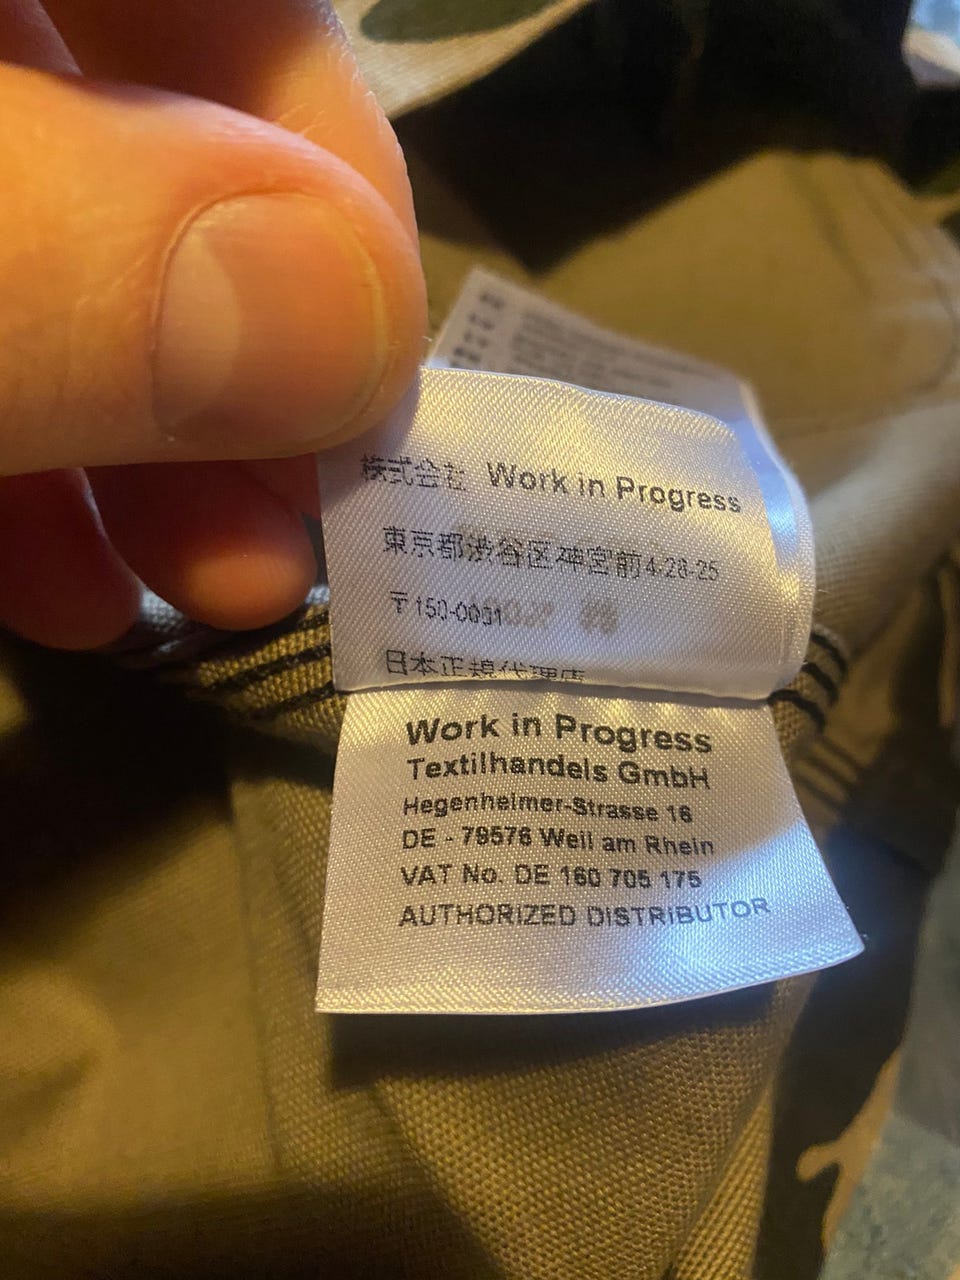 株式会社 Work in Progress
東京都渋谷区神宮前4-28-25
〒150-0001
日本正規代理店
Work in Progress
Textilhandels GmbH
Hegenheimer-Strasse 16
DE - 79576 Weil am Rhein
VAT No. DE 160 705 175
AUTHORIZED DISTRIBUTOR